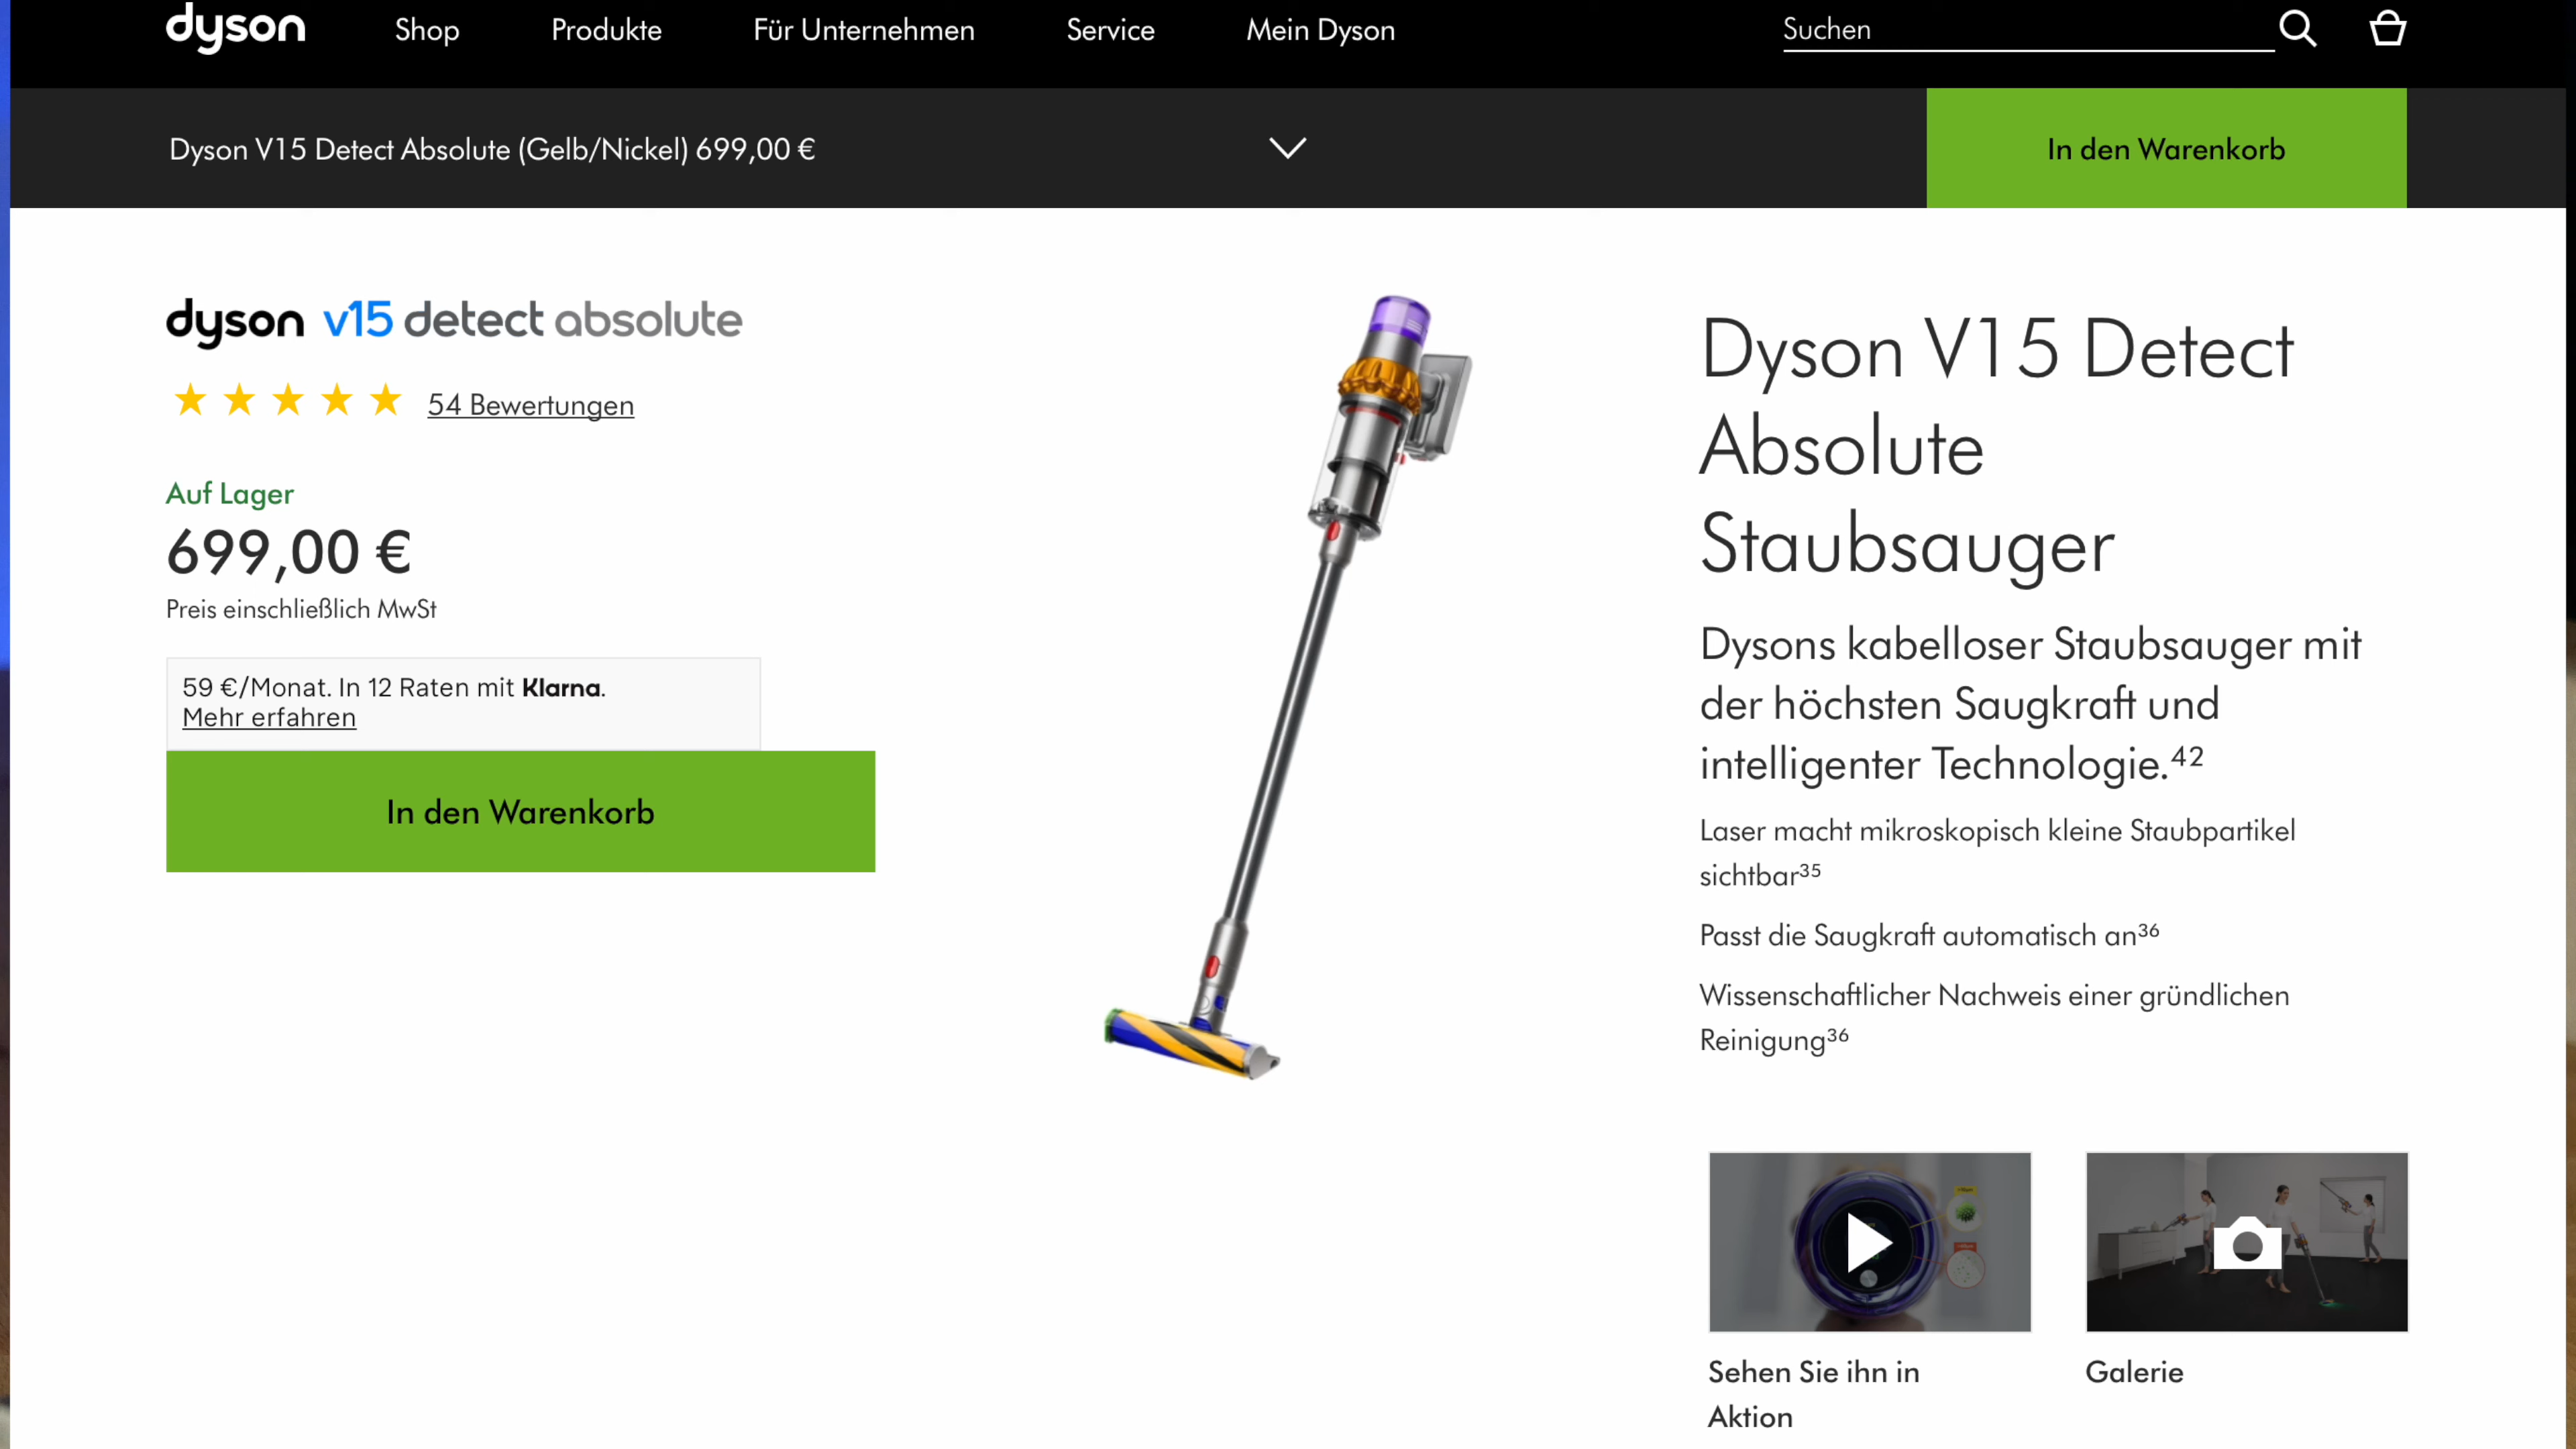 dyson Shop Produkte Für Unternehmen Service Mein Dyson Suchen
Dyson V15 Detect Absolute (Gelb/Nickel) 699,00 € In den Warenkorb
dyson v15 detect absolute
54 Bewertungen
Auf Lager
699,00 €
Preis einschließlich MwSt
59 €/Monat. In 12 Raten mit Klarna.
Mehr erfahren
In den Warenkorb
Dyson V15 Detect
Absolute
Staubsauger
Dysons kabelloser Staubsauger mit
der höchsten Saugkraft und
intelligenter Technologie.⁴²
Laser macht mikroskopisch kleine Staubpartikel
sichtbar³⁵
Passt die Saugkraft automatisch an³⁶
Wissenschaftlicher Nachweis einer gründlichen
Reinigung³⁶
Sehen Sie ihn in
Aktion
Galerie